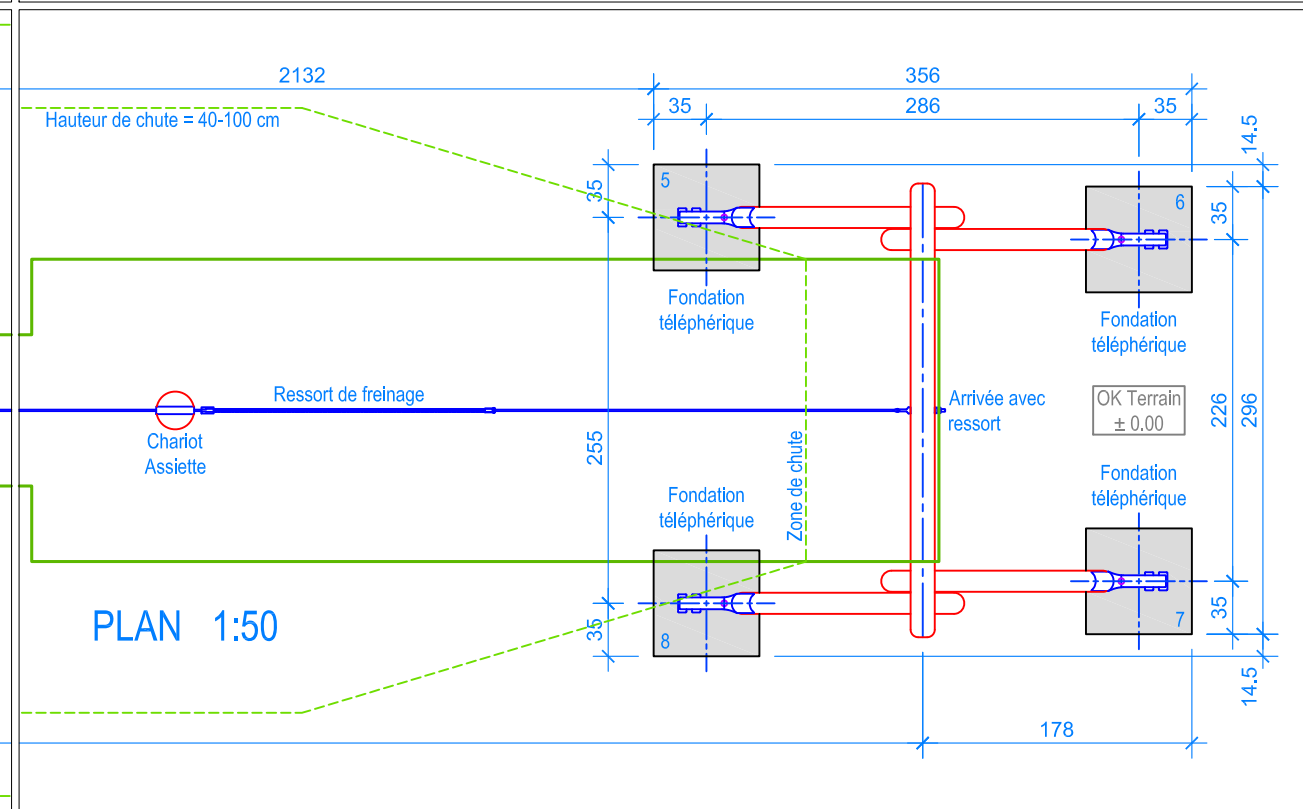 2132
356
35
286
35
Hauteur de chute = 40-100 cm
14.5
35
5
6
35
Fondation
téléphérique
Fondation
téléphérique
Ressort de freinage
Arrivée avec
ressort
OK Terrain
± 0.00
226
296
Chariot
Assiette
255
Zone de chute
Fondation
téléphérique
Fondation
téléphérique
PLAN 1:50
35
8
7
35
14.5
178